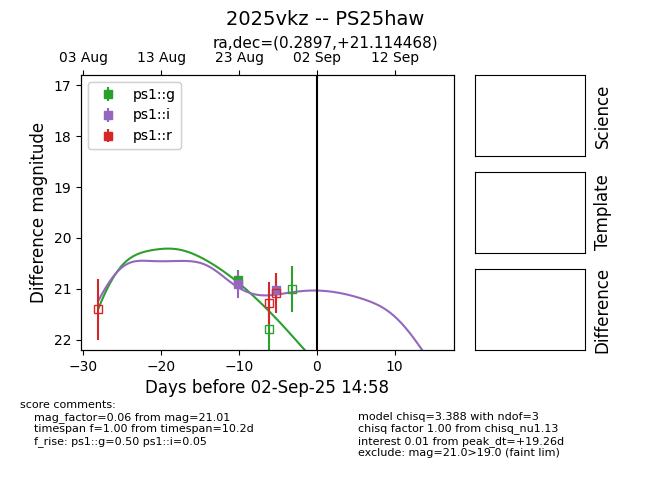 2025vkz -- PS25haw
ra,dec=(0.2897,+21.114468)
03 Aug 13 Aug 23 Aug 02 Sep 12 Sep
ps1::g
ps1::i
ps1::r
17
18
19
20
21
22
Difference magnitude
−30 −20 −10 0 10
Days before 02-Sep-25 14:58
Science
Template
Difference
score comments:
mag_factor=0.06 from mag=21.01
timespan f=1.00 from timespan=10.2d
f_rise: ps1::g=0.50 ps1::i=0.05
model chisq=3.388 with ndof=3
chisq factor 1.00 from chisq_nu1.13
interest 0.01 from peak_dt=+19.26d
exclude: mag=21.0>19.0 (faint lim)